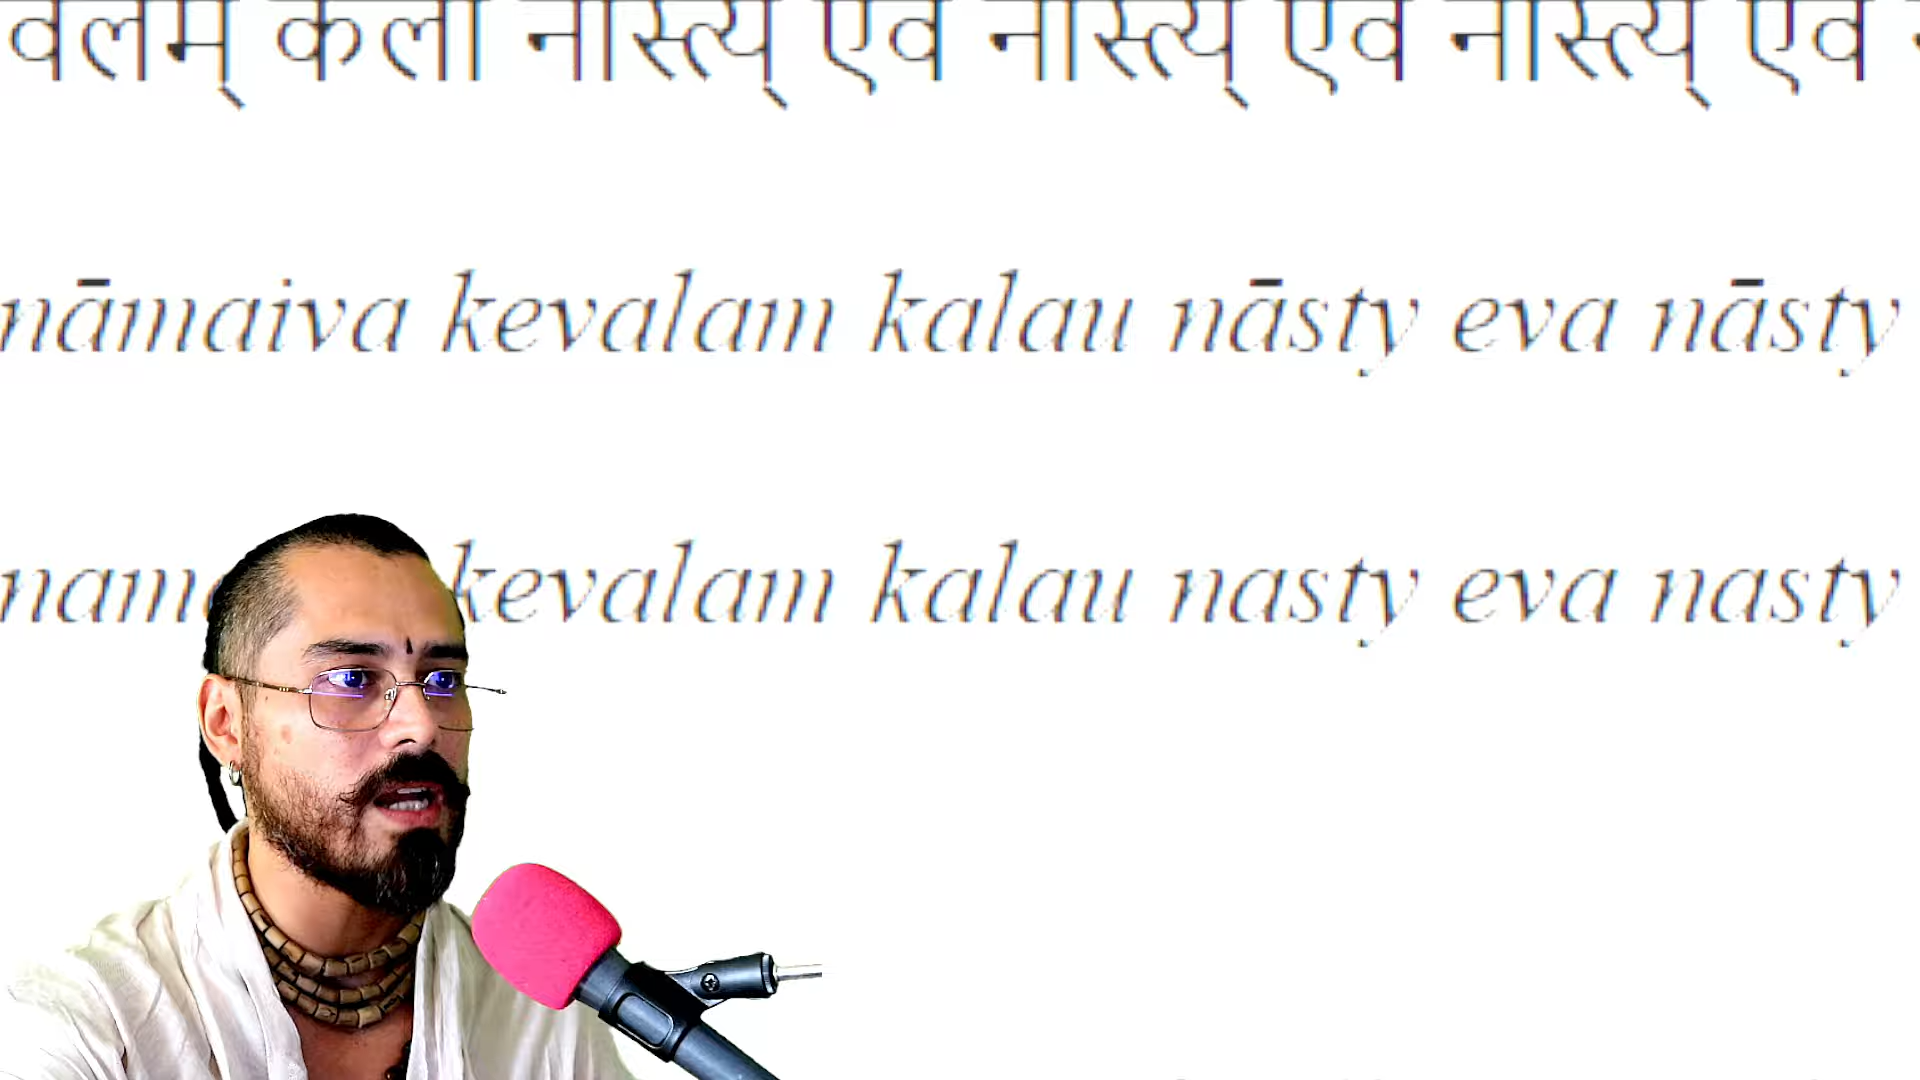 वलम् कलौ नास्त्य् एव नास्त्य् एव नास्त्य् एव
nāmaiva kevalam kalau nāsty eva nāsty
kevalam kalau nasty eva nasty